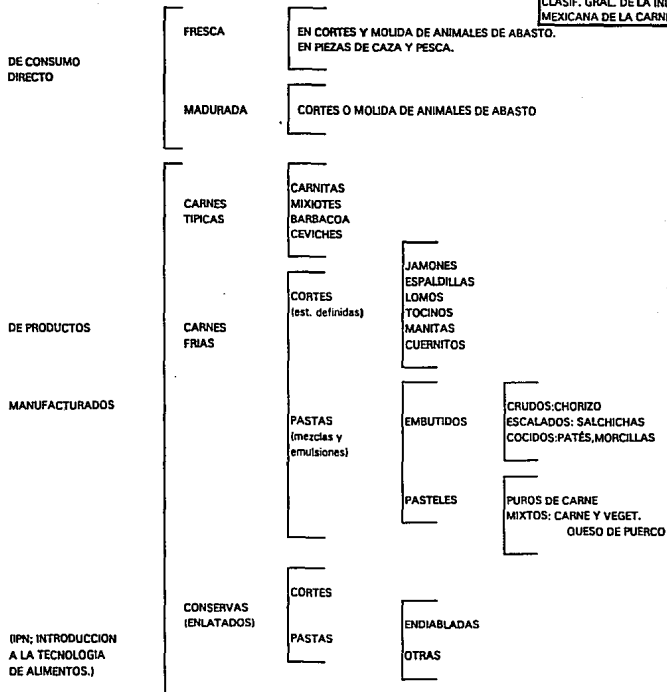 CLASIF. GRAL. DE LA
MEXICANA DE LA CARN
DE CONSUMO
DIRECTO
FRESCA
EN CORTES Y MOLIDA DE ANIMALES DE ABASTO.
EN PIEZAS DE CAZA Y PESCA.
MADURADA
CORTES O MOLIDA DE ANIMALES DE ABASTO
DE PRODUCTOS
MANUFACTURADOS
CARNES
TIPICAS
CARNITAS
MIXIOTES
BARBACOA
CEVICHES
CARNES
FRIAS
CORTES
(est. definidas)
JAMONES
ESPALDILLAS
LOMOS
TOCINOS
MANITAS
CUERNITOS
PASTAS
(mezclas y
emulsiones)
EMBUTIDOS
CRUDOS:CHORIZO
ESCALADOS: SALCHICHAS
COCIDOS:PATÉS,MORCILLAS
PASTELES
PUROS DE CARNE
MIXTOS: CARNE Y VEGET.
QUESO DE PUERCO
CONSERVAS
(ENLATADOS)
CORTES
PASTAS
ENDIABLADAS
OTRAS
(IPN; INTRODUCCION
A LA TECNOLOGIA
DE ALIMENTOS.)